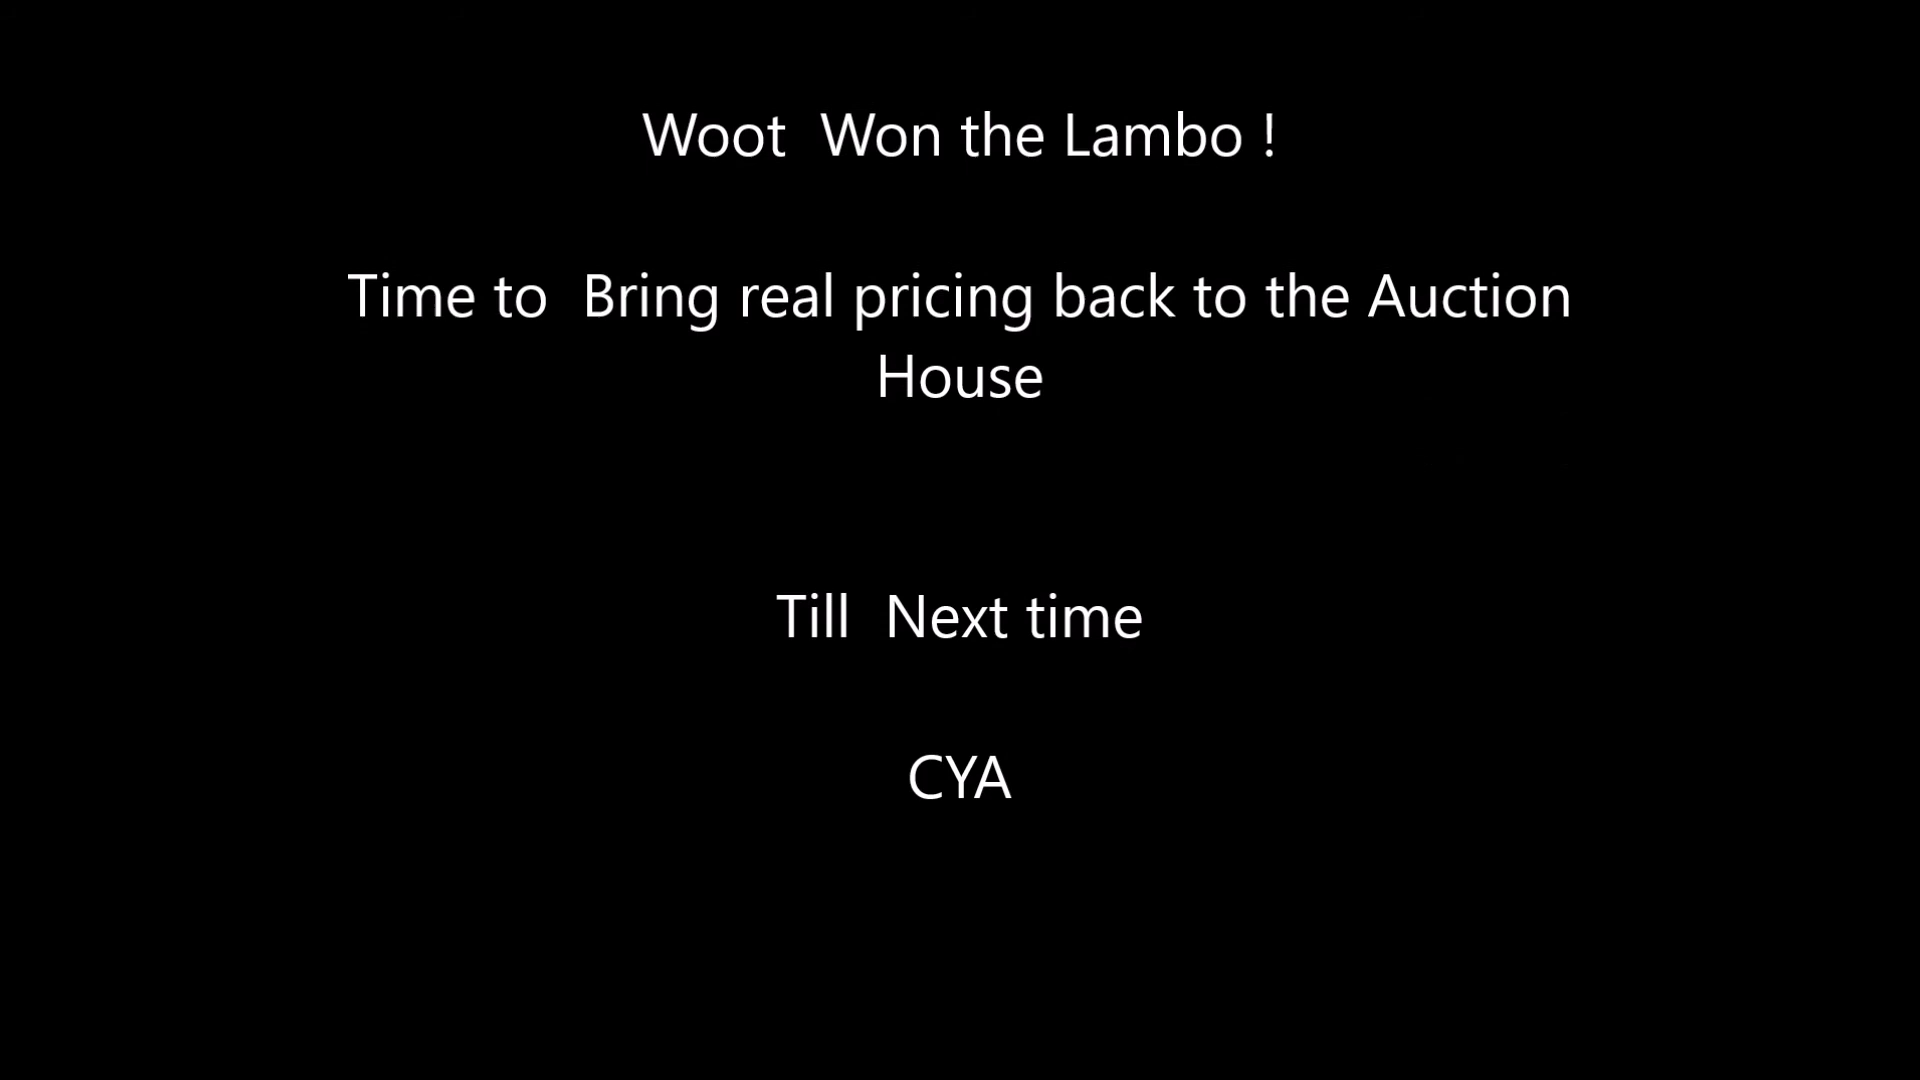 Woot  Won the Lambo !
Time to  Bring real pricing back to the Auction
House
Till  Next time
CYA